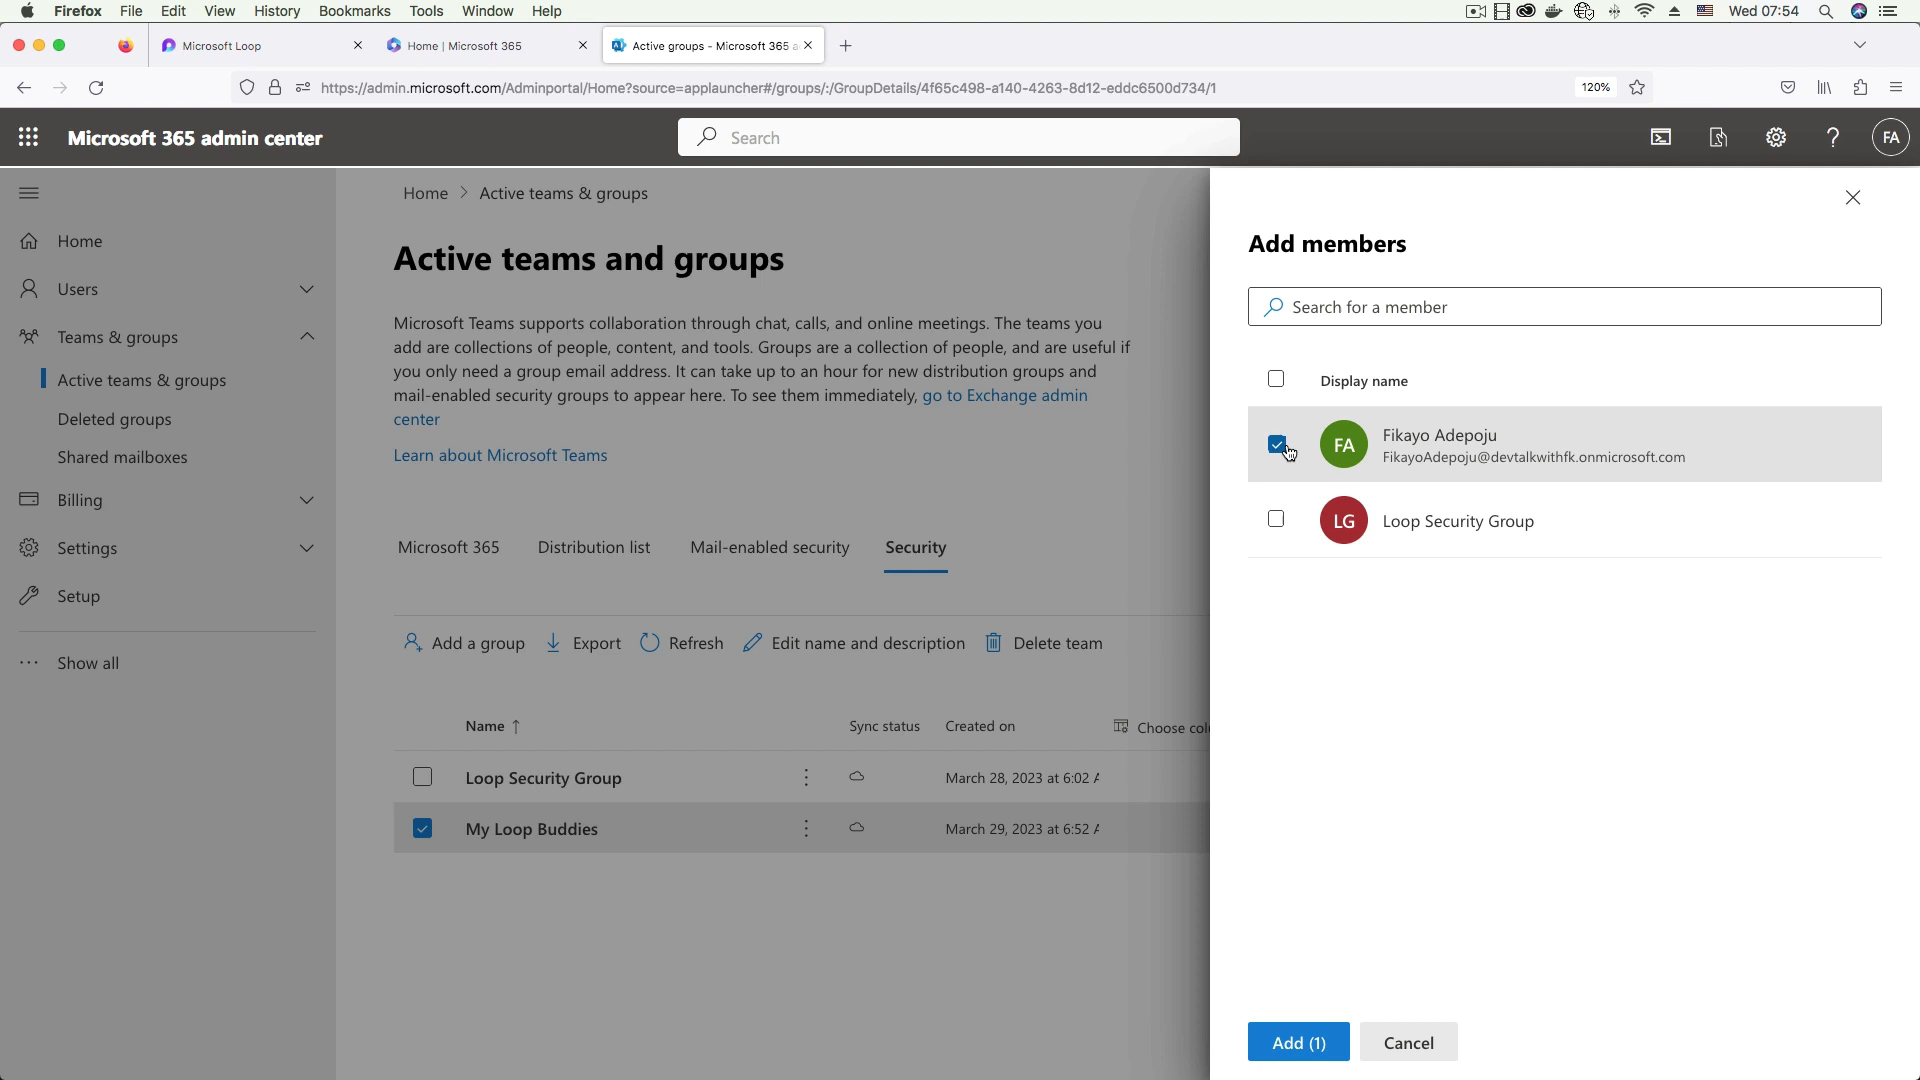 Firefox File Edit View History Bookmarks Tools Window Help Wed 07:54
Microsoft Loop Home | Microsoft 365 Active groups - Microsoft 365 a
https://admin.microsoft.com/Adminportal/Home?source=applauncher#/groups/:/GroupDetails/4f65c498-a140-4263-8d12-eddc6500d734/1 120%
Microsoft 365 admin center Search FA
Home > Active teams & groups
Home
Users
Teams & groups
Active teams & groups
Deleted groups
Shared mailboxes
Billing
Settings
Setup
Show all
Active teams and groups
Microsoft Teams supports collaboration through chat, calls, and online meetings. The teams you
add are collections of people, content, and tools. Groups are a collection of people, and are useful if
you only need a group email address. It can take up to an hour for new distribution groups and
mail-enabled security groups to appear here. To see them immediately, go to Exchange admin
center
Learn about Microsoft Teams
Microsoft 365 Distribution list Mail-enabled security Security
Add a group Export Refresh Edit name and description Delete team
Name ↑ Sync status Created on Choose colu
Loop Security Group March 28, 2023 at 6:02 A
My Loop Buddies March 29, 2023 at 6:52 A
Add members
Search for a member
Display name
FA Fikayo Adepoju
FikayoAdepoju@devtalkwithfk.onmicrosoft.com
LG Loop Security Group
Add (1) Cancel